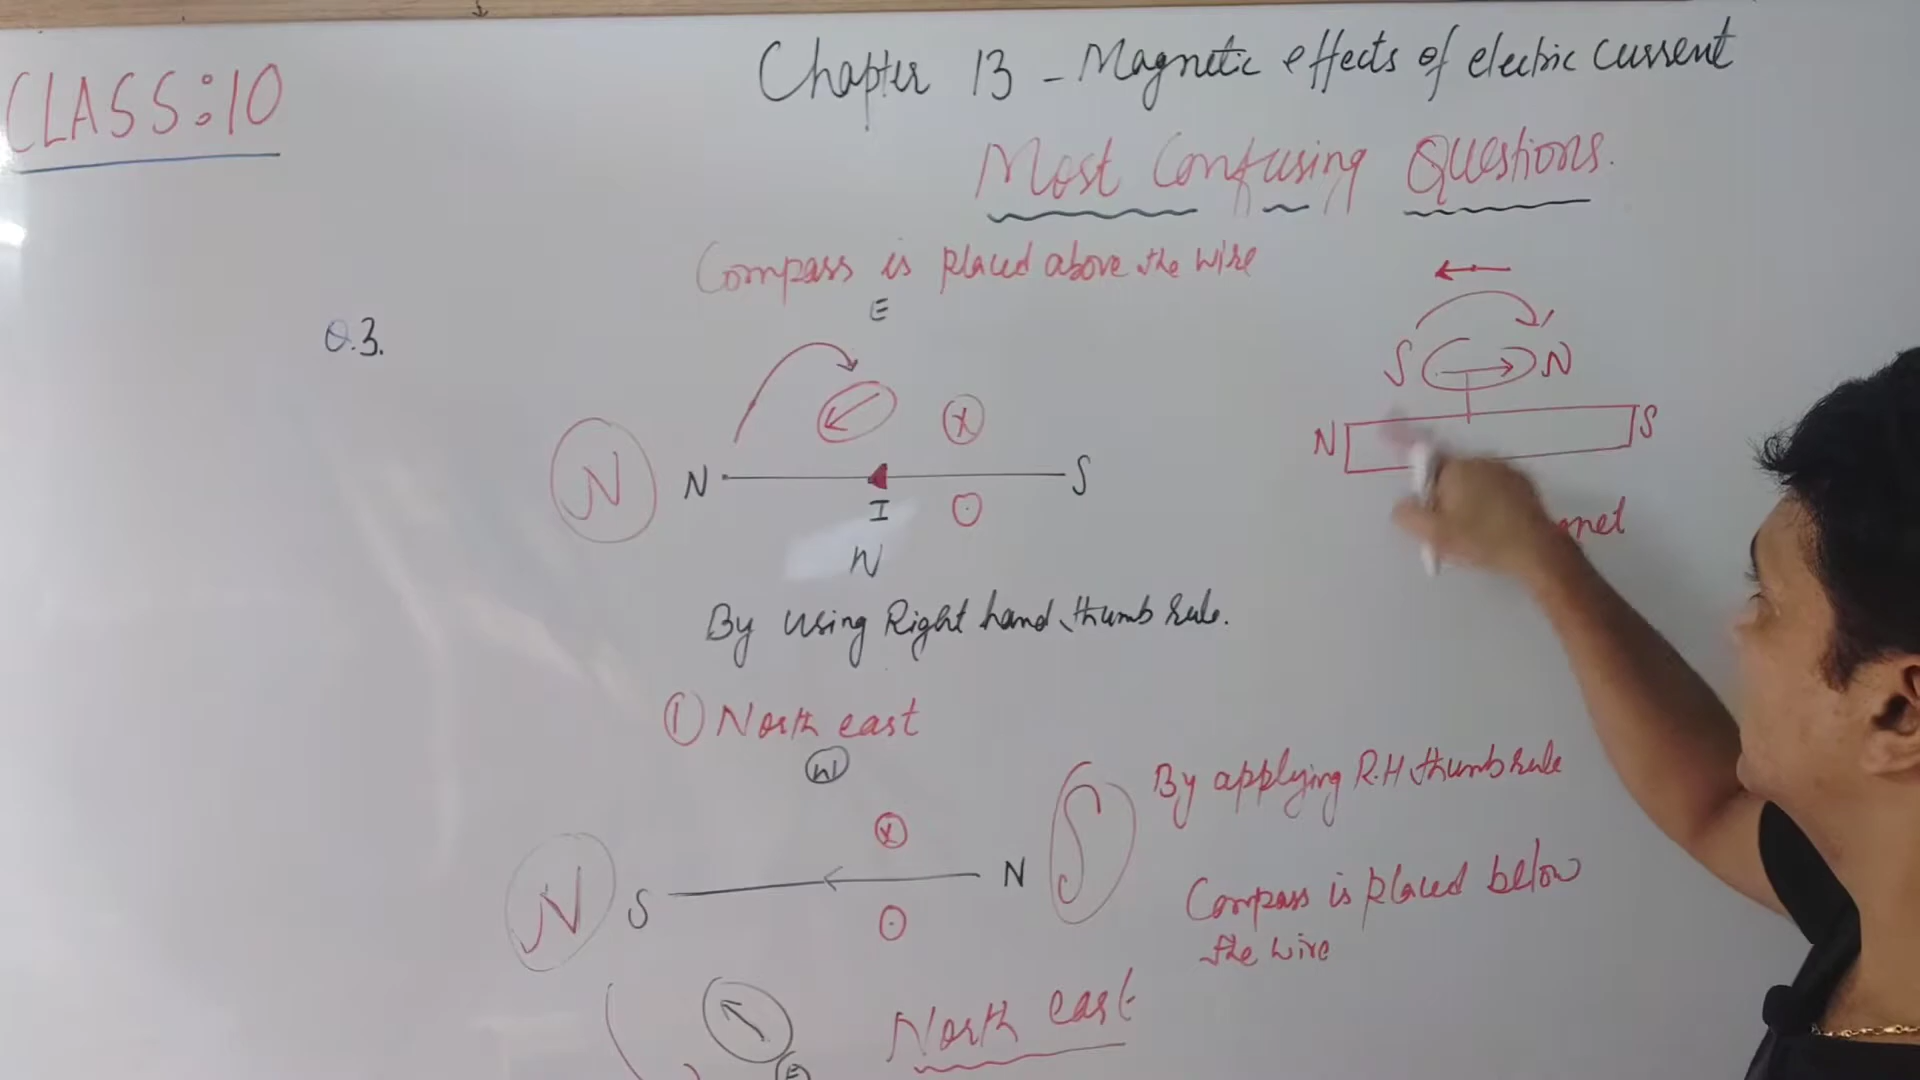 CLASS:10
Chapter 13 - Magnetic effects of electric current
Most Confusing Questions.
Compass is placed above the wire
E
Q.3.
S N
N S
x
N N S
I
N
By using Right hand thumb rule.
① North east
W
By applying R.H thumb rule
x
N S N S
Compass is placed below
the wire
North east
E